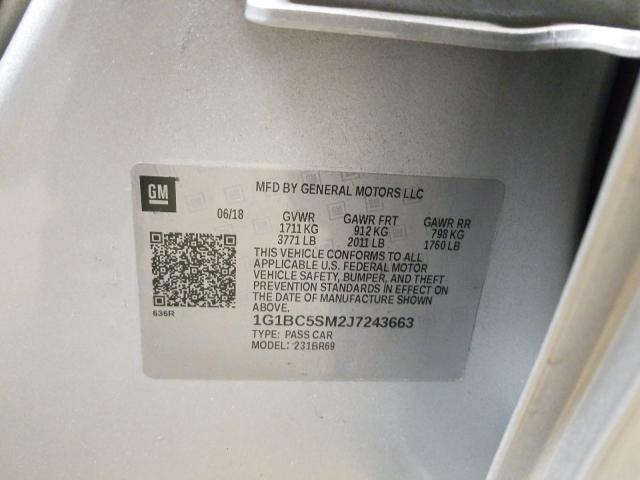 GM
MFD BY GENERAL MOTORS LLC
06/18 GVWR GAWR FRT GAWR RR
1711 KG 912 KG 798 KG
3771 LB 2011 LB 1760 LB
THIS VEHICLE CONFORMS TO ALL
APPLICABLE U.S. FEDERAL MOTOR
VEHICLE SAFETY, BUMPER, AND THEFT
PREVENTION STANDARDS IN EFFECT ON
THE DATE OF MANUFACTURE SHOWN
ABOVE.
636R
1G1BC5SM2J7243663
TYPE: PASS CAR
MODEL: 231BR69